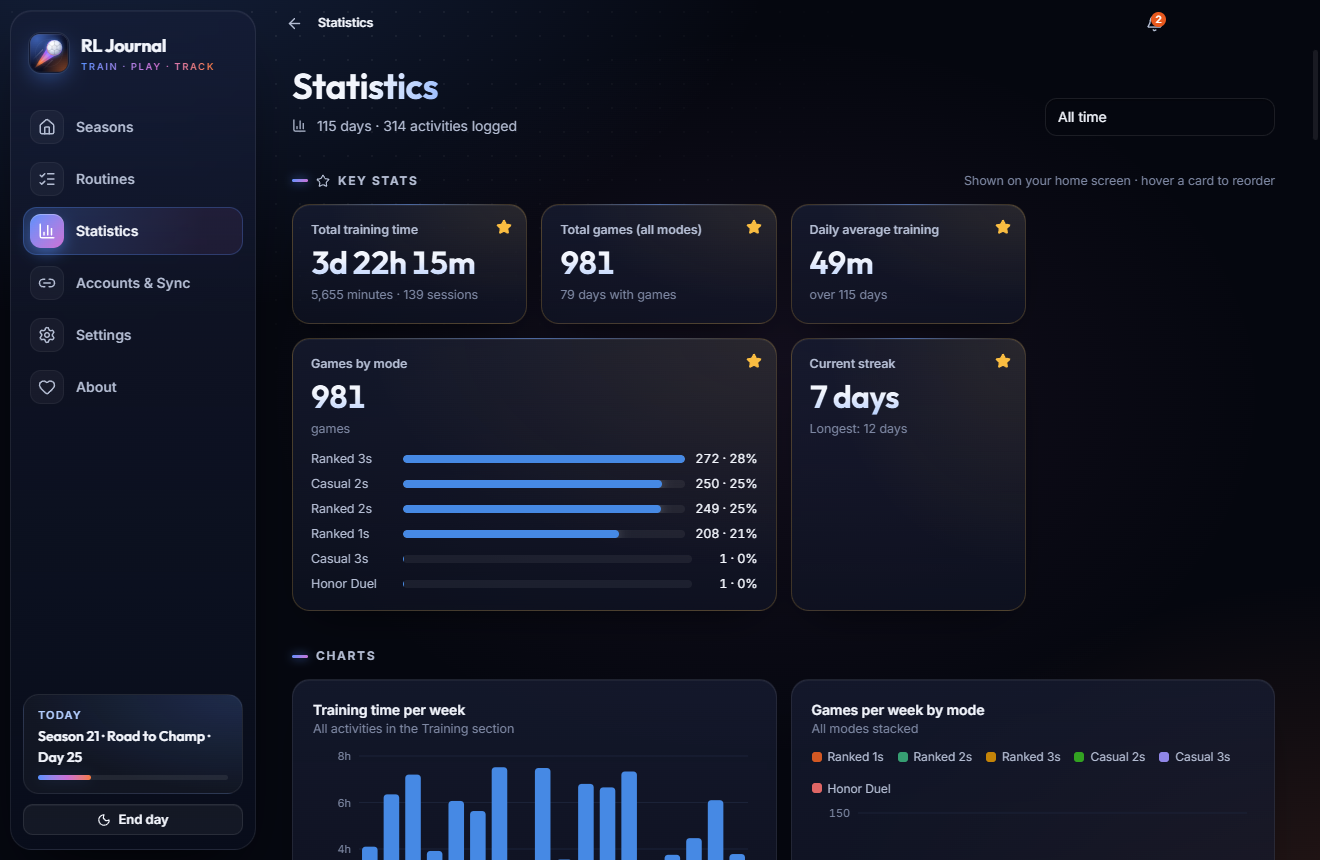 RL Journal
TRAIN · PLAY · TRACK
Seasons
Routines
Statistics
Accounts & Sync
Settings
About
TODAY
Season 21 · Road to Champ ·
Day 25
End day
Statistics
2
Statistics
115 days · 314 activities logged
All time
KEY STATS
Shown on your home screen · hover a card to reorder
Total training time
3d 22h 15m
5,655 minutes · 139 sessions
Total games (all modes)
981
79 days with games
Daily average training
49m
over 115 days
Games by mode
981
games
Ranked 3s 272 · 28%
Casual 2s 250 · 25%
Ranked 2s 249 · 25%
Ranked 1s 208 · 21%
Casual 3s 1 · 0%
Honor Duel 1 · 0%
Current streak
7 days
Longest: 12 days
CHARTS
Training time per week
All activities in the Training section
8h
6h
4h
Games per week by mode
All modes stacked
Ranked 1s Ranked 2s Ranked 3s Casual 2s Casual 3s
Honor Duel
150